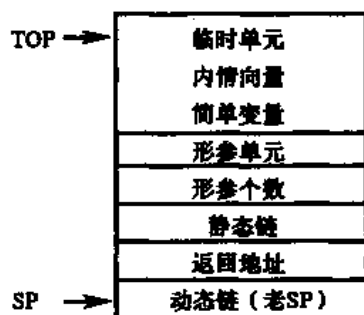 TOP 临时单元
内情向量
简单变量
形参单元
形参个数
静态链
返回地址
SP 动态链（老SP）